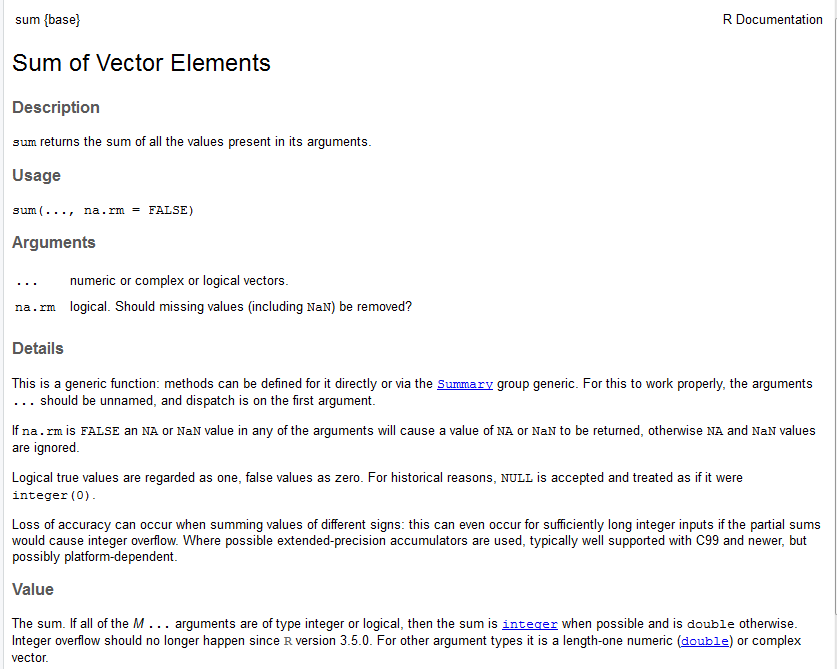 sum {base}
R Documentation
Sum of Vector Elements
Description
sum returns the sum of all the values present in its arguments.
Usage
sum(..., na.rm = FALSE)
Arguments
... numeric or complex or logical vectors.
na.rm logical. Should missing values (including NaN) be removed?
Details
This is a generic function: methods can be defined for it directly or via the Summary group generic. For this to work properly, the arguments
... should be unnamed, and dispatch is on the first argument.
If na.rm is FALSE an NA or NaN value in any of the arguments will cause a value of NA or NaN to be returned, otherwise NA and NaN values
are ignored.
Logical true values are regarded as one, false values as zero. For historical reasons, NULL is accepted and treated as if it were
integer(0).
Loss of accuracy can occur when summing values of different signs: this can even occur for sufficiently long integer inputs if the partial sums
would cause integer overflow. Where possible extended-precision accumulators are used, typically well supported with C99 and newer, but
possibly platform-dependent.
Value
The sum. If all of the M ... arguments are of type integer or logical, then the sum is integer when possible and is double otherwise.
Integer overflow should no longer happen since R version 3.5.0. For other argument types it is a length-one numeric (double) or complex
vector.